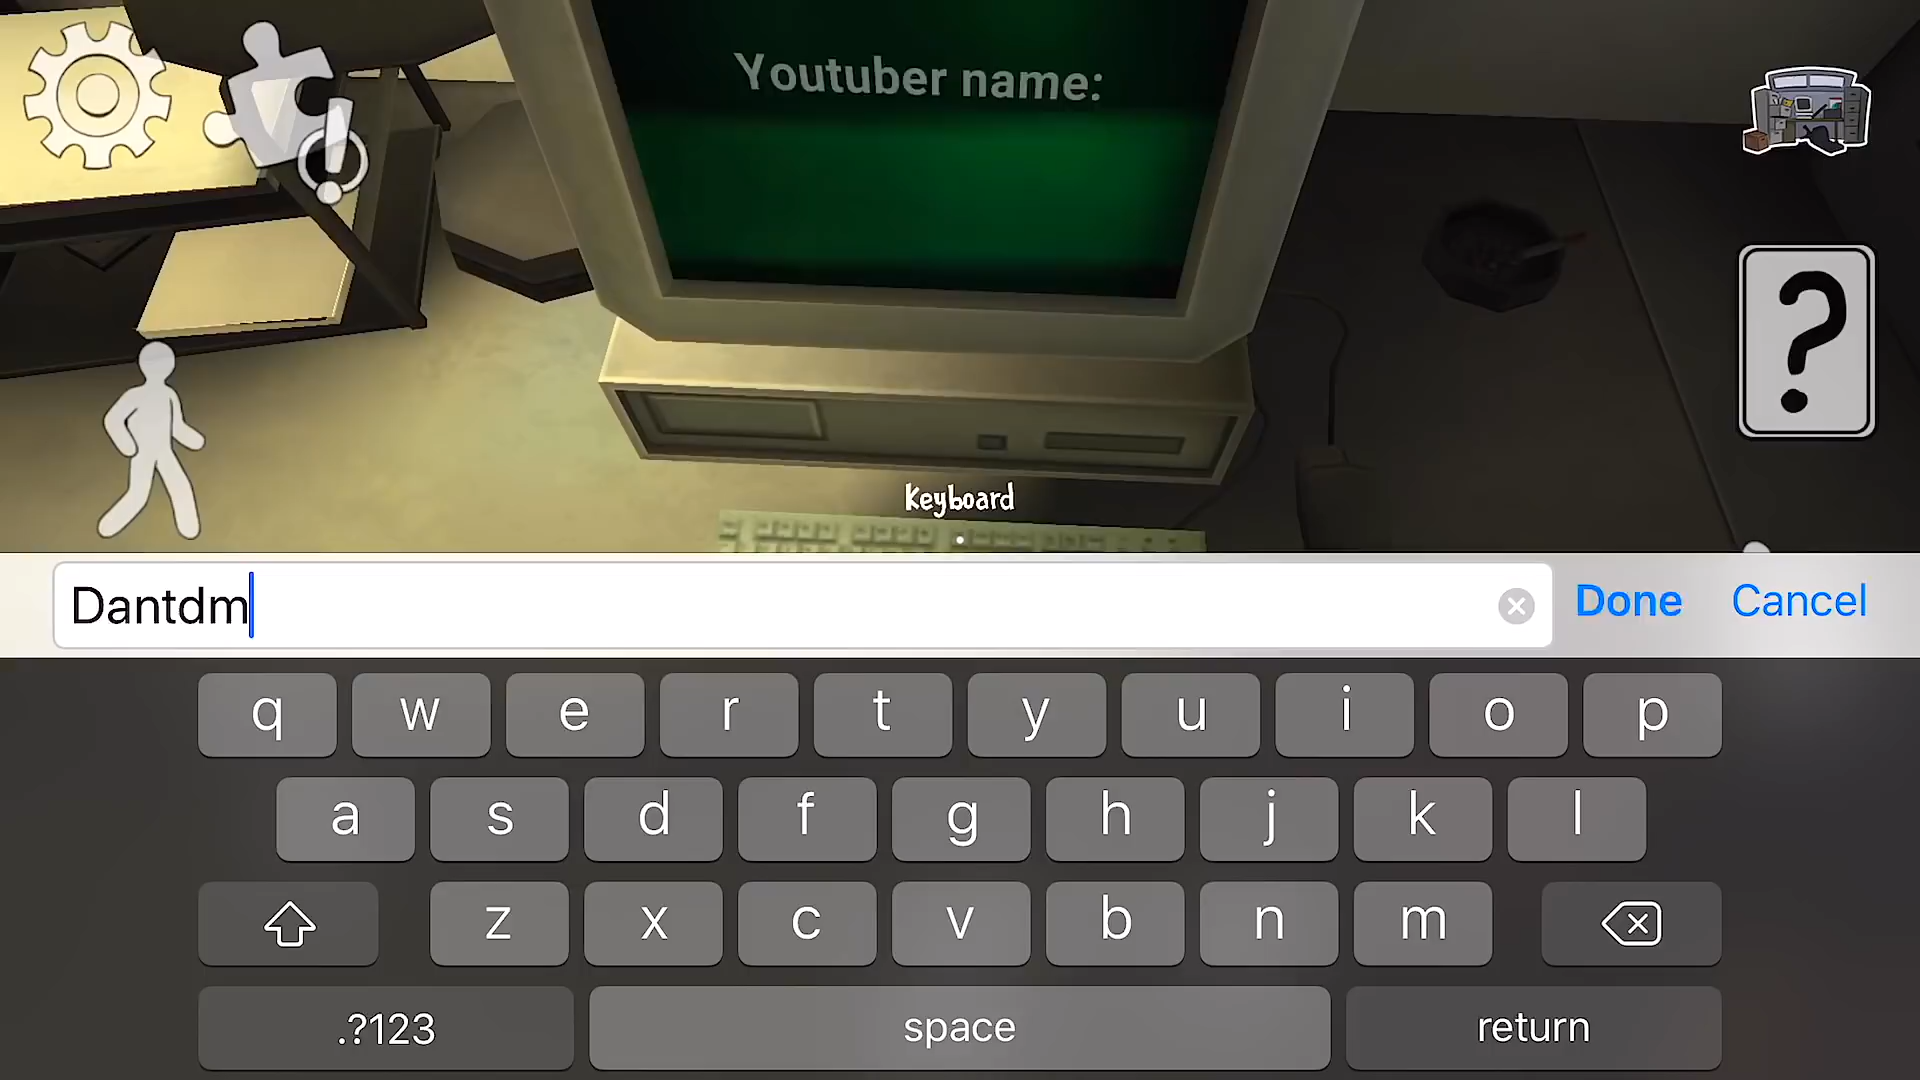 Youtuber name:
?
Keyboard
Dantdm
Done
Cancel
q w e r t y u i o p
a s d f g h j k l
z x c v b n m
.?123
space
return